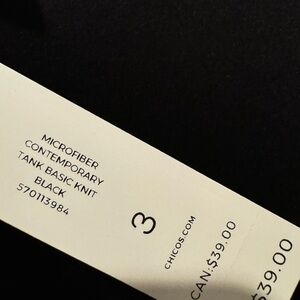 MICROFIBER
CONTEMPORARY
TANK BASIC KNIT
BLACK
570113984
3
CHICOS.COM
CAN:$39.00
$39.00